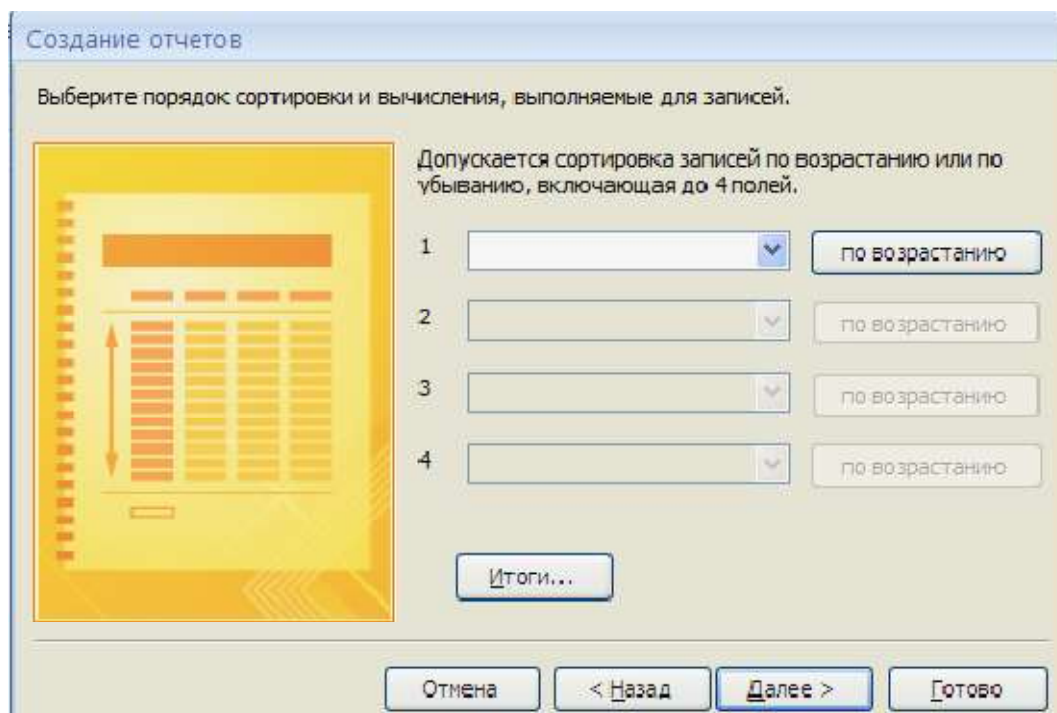 Создание отчетов
Выберите порядок сортировки и вычисления, выполняемые для записей.
Допускается сортировка записей по возрастанию или по
убыванию, включающая до 4 полей.
1 по возрастанию
2 по возрастанию
3 по возрастанию
4 по возрастанию
Итоги...
Отмена < Назад Далее > Готово